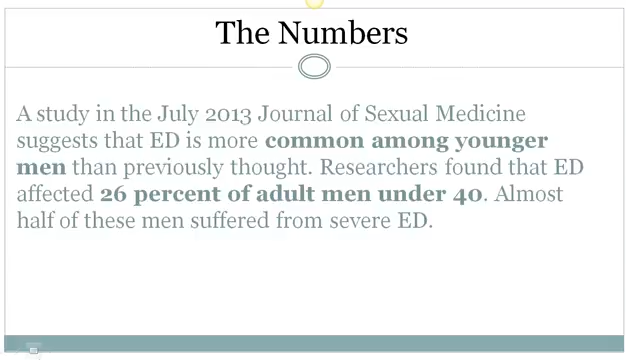 The Numbers
A study in the July 2013 Journal of Sexual Medicine
suggests that ED is more common among younger
men than previously thought. Researchers found that ED
affected 26 percent of adult men under 40. Almost
half of these men suffered from severe ED.